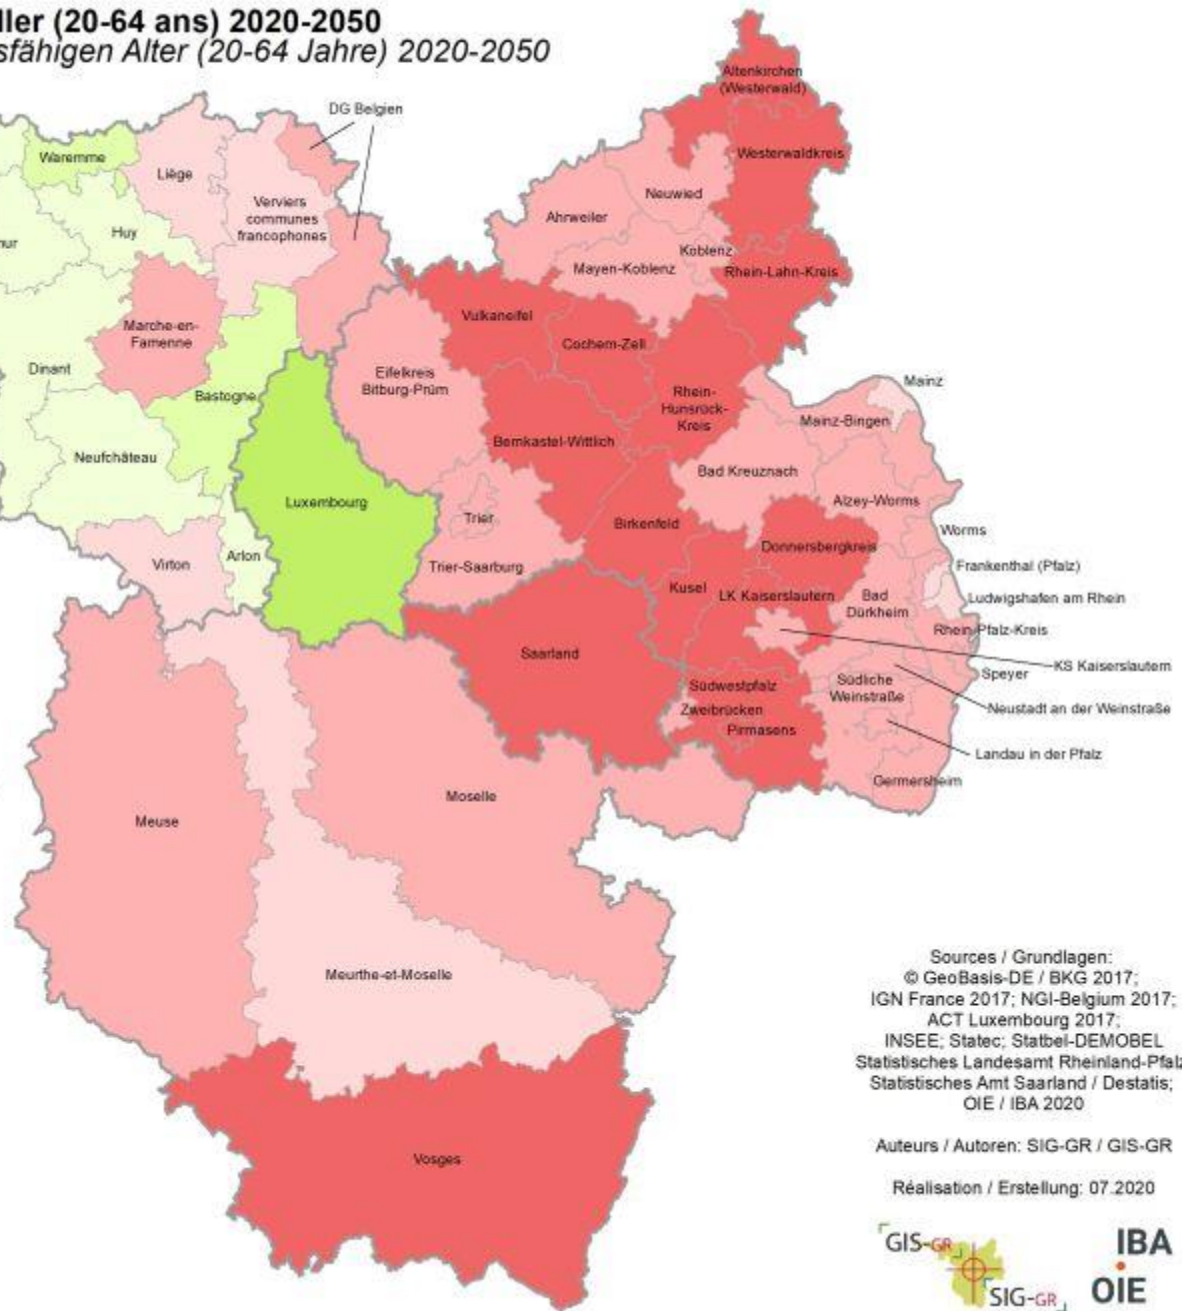 ller (20-64 ans) 2020-2050
sfähigen Alter (20-64 Jahre) 2020-2050
Altenkirchen
(Westerwald)
DG Belgien
Waremme
Liège
Westerwaldkreis
Verviers
communes
francophones
Neuwied
Ahrweiler
Huy
ur
Koblenz
Mayen-Koblenz
Rhein-Lahn-Kreis
Vulkaneifel
Marche-en-
Famenne
Cochem-Zell
Dinant
Eifelkreis
Bitburg-Prüm
Mainz
Bastogne
Rhein-
Hunsrück-
Kreis
Mainz-Bingen
Bernkastel-Wittlich
Neufchâteau
Bad Kreuznach
Luxembourg
Alzey-Worms
Trier
Birkenfeld
Worms
Donnersbergkreis
Arlon
Virton
Trier-Saarburg
Frankenthal (Pfalz)
Kusel
LK Kaiserslautern
Bad
Dürkheim
Ludwigshafen am Rhein
Rhein-Pfalz-Kreis
Saarland
KS Kaiserslautern
Speyer
Südwestpfalz
Südliche
Weinstraße
Zweibrücken
Neustadt an der Weinstraße
Pirmasens
Landau in der Pfalz
Germersheim
Moselle
Meuse
Meurthe-et-Moselle
Vosges
Sources / Grundlagen:
© GeoBasis-DE / BKG 2017;
IGN France 2017; NGI-Belgium 2017;
ACT Luxembourg 2017;
INSEE; Statec; Statbel-DEMOBEL
Statistisches Landesamt Rheinland-Pfalz
Statistisches Amt Saarland / Destatis;
OIE / IBA 2020
Auteurs / Autoren: SIG-GR / GIS-GR
Réalisation / Erstellung: 07.2020
GIS-GR
SIG-GR
IBA
OIE